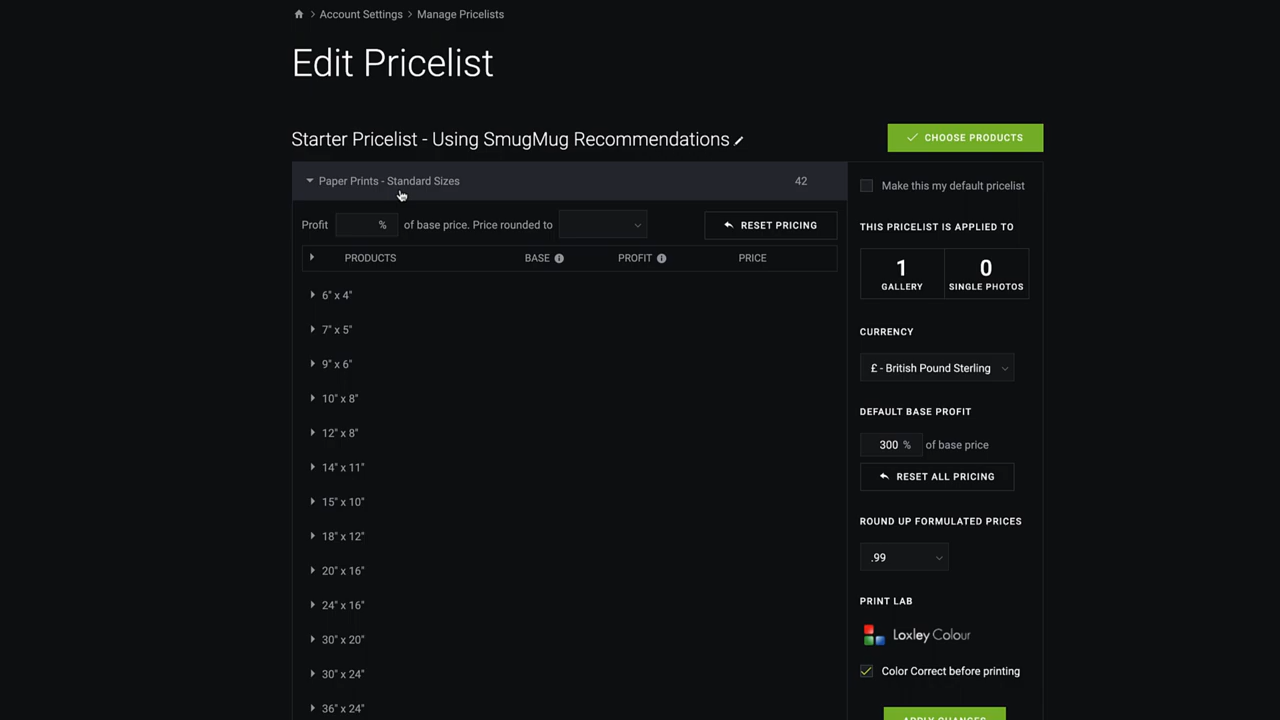 Account Settings > Manage Pricelists
Edit Pricelist
Starter Pricelist - Using SmugMug Recommendations
CHOOSE PRODUCTS
Paper Prints - Standard Sizes 42
Profit % of base price. Price rounded to
RESET PRICING
PRODUCTS BASE PROFIT PRICE
6" x 4"
7" x 5"
9" x 6"
10" x 8"
12" x 8"
14" x 11"
15" x 10"
18" x 12"
20" x 16"
24" x 16"
30" x 20"
30" x 24"
36" x 24"
Make this my default pricelist
THIS PRICELIST IS APPLIED TO
1 0
GALLERY SINGLE PHOTOS
CURRENCY
£ - British Pound Sterling
DEFAULT BASE PROFIT
300 % of base price
RESET ALL PRICING
ROUND UP FORMULATED PRICES
.99
PRINT LAB
Loxley Colour
Color Correct before printing
APPLY CHANGES